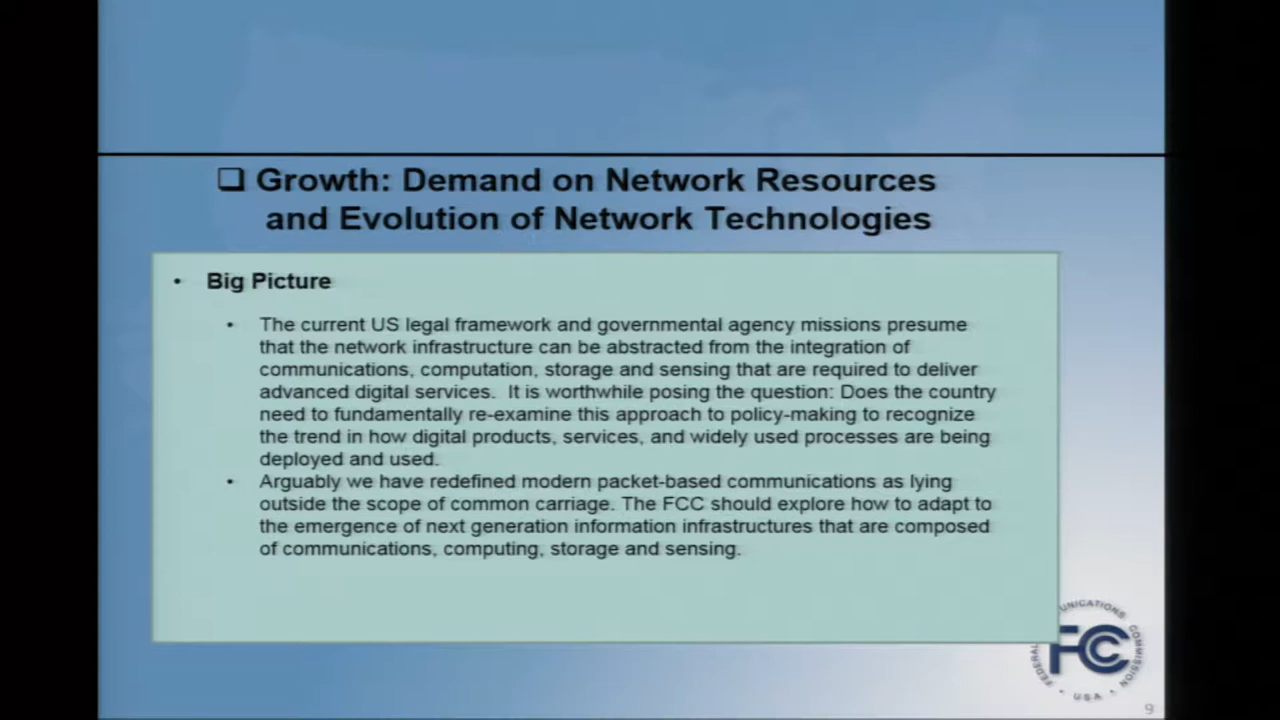 ❑ Growth: Demand on Network Resources
and Evolution of Network Technologies
• Big Picture
• The current US legal framework and governmental agency missions presume
that the network infrastructure can be abstracted from the integration of
communications, computation, storage and sensing that are required to deliver
advanced digital services.  It is worthwhile posing the question: Does the country
need to fundamentally re-examine this approach to policy-making to recognize
the trend in how digital products, services, and widely used processes are being
deployed and used.
• Arguably we have redefined modern packet-based communications as lying
outside the scope of common carriage. The FCC should explore how to adapt to
the emergence of next generation information infrastructures that are composed
of communications, computing, storage and sensing.
FEDERAL
UNICATIONS
COMMISSION
FCC
• USA •
9